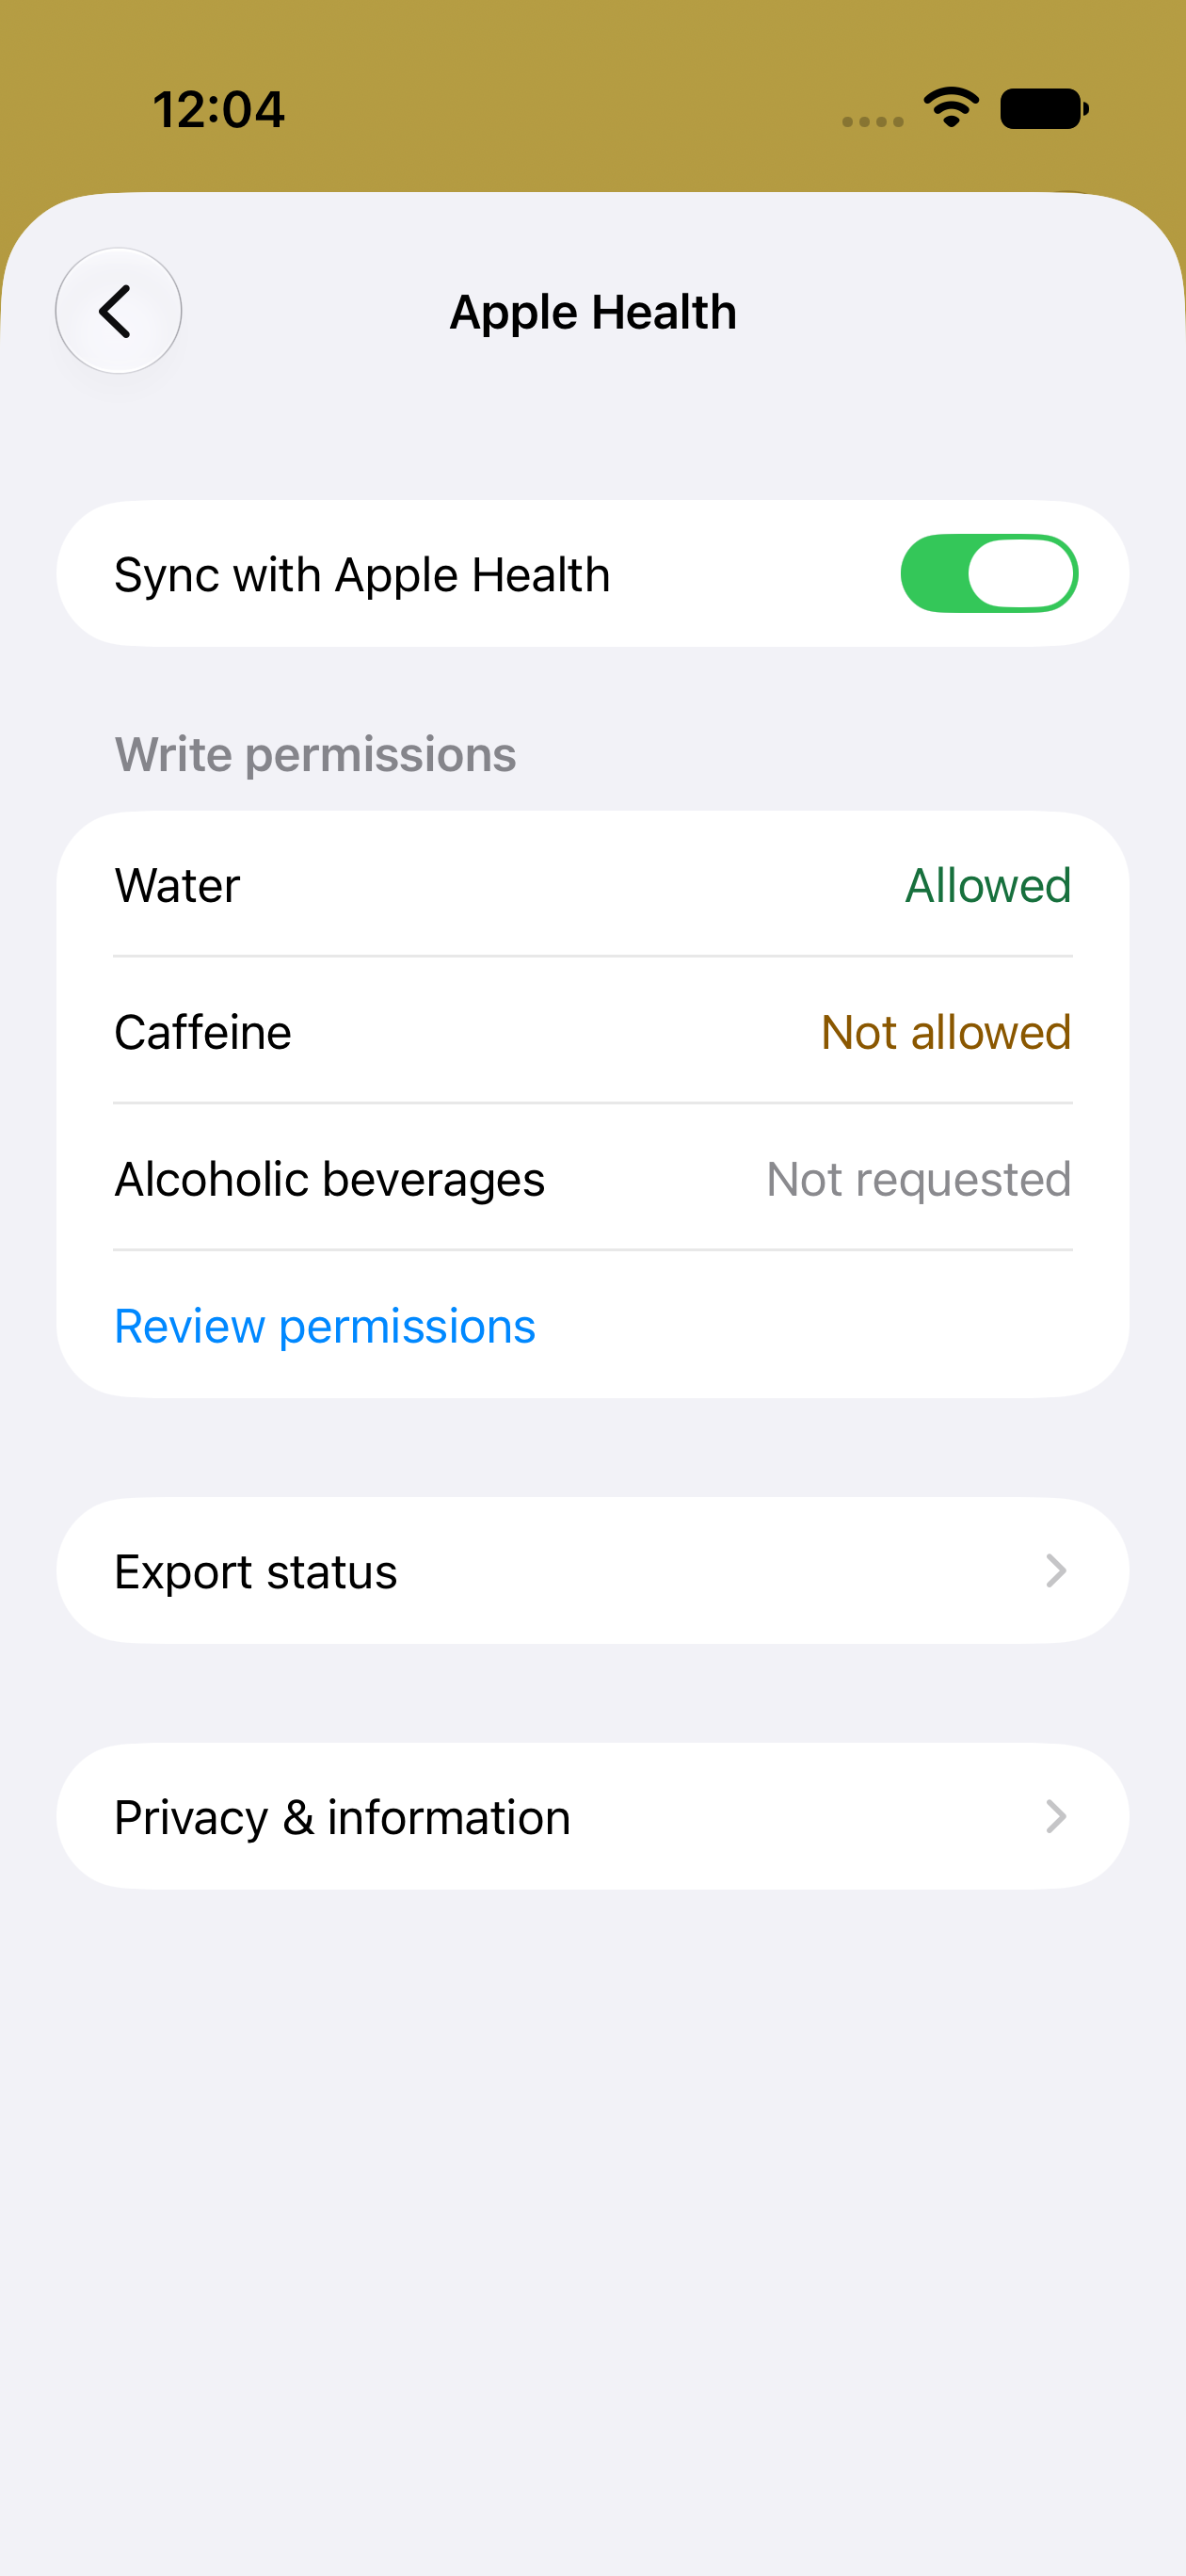 12:04
Apple Health
Sync with Apple Health
Write permissions
Water Allowed
Caffeine Not allowed
Alcoholic beverages Not requested
Review permissions
Export status
Privacy & information